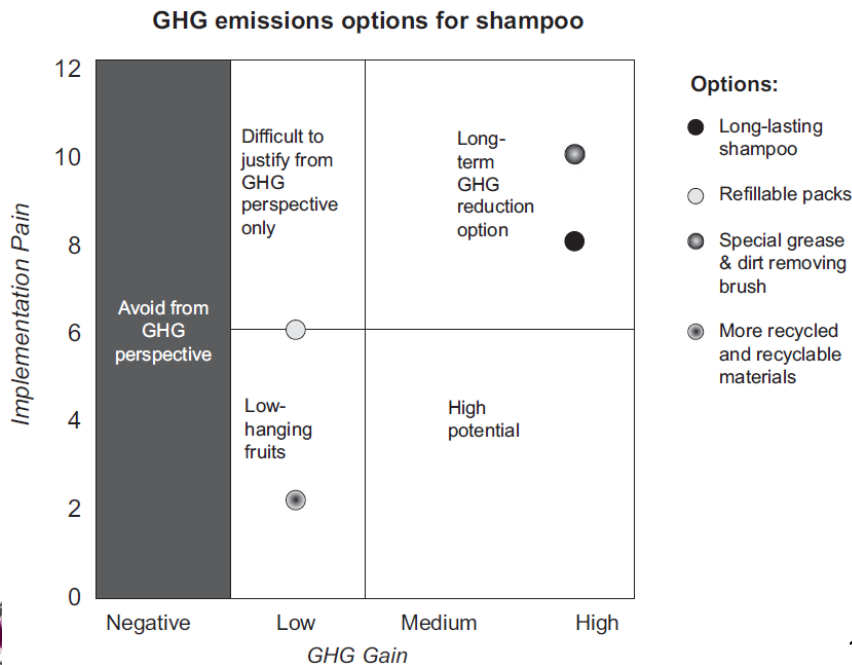 GHG emissions options for shampoo
12
10
8
6
4
2
0
Implementation Pain
Avoid from
GHG
perspective
Difficult to
justify from
GHG
perspective
only
Long-
term
GHG
reduction
option
Low-
hanging
fruits
High
potential
Negative
Low
Medium
High
GHG Gain
Options:
Long-lasting
shampoo
Refillable packs
Special grease
& dirt removing
brush
More recycled
and recyclable
materials